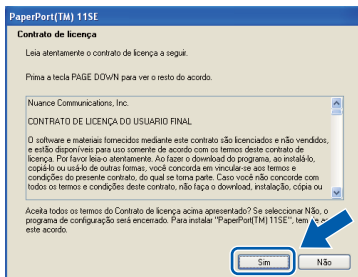 PaperPort(TM) 11SE
Contrato de licença
Leia atentamente o contrato de licença a seguir.
Prima a tecla PAGE DOWN para ver o resto do acordo.
Nuance Communications, Inc.
CONTRATO DE LICENÇA DO USUARIO FINAL
O software e materiais fornecidos mediante este contrato são licenciados e não vendidos,
e estão disponíveis para uso somente de acordo com os termos deste contrato de
licença. Por favor leia-o atentamente. Ao fazer o download do programa, ao instalá-lo,
copiá-lo ou usá-lo de outras formas, você concorda em vincular-se aos termos e
condições do presente contrato, do qual se torna parte. Caso você não concorde com
todos os termos e condições deste contrato, não faça o download, instalação, cópia ou
Aceita todos os termos do Contrato de licença acima apresentado? Se seleccionar Não, o
programa de configuração será encerrado. Para instalar "PaperPort(TM) 11SE", tem de
este acordo.
Sim
Não